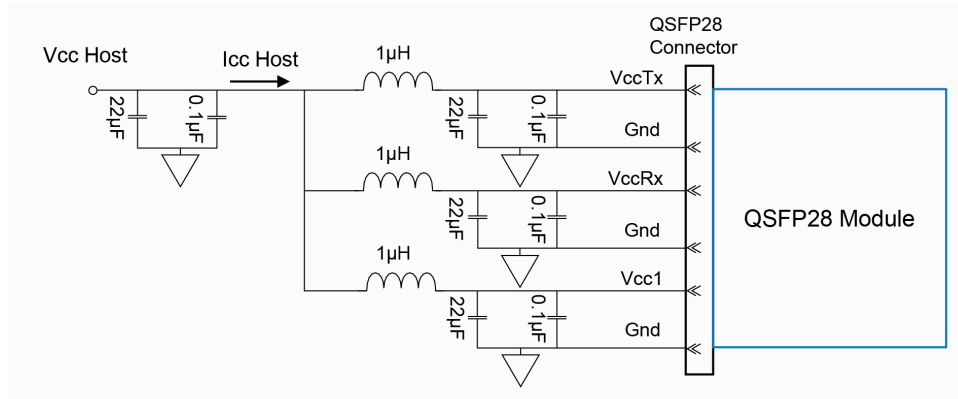 QSFP28
Connector
Vcc Host
Icc Host
1µH
VccTx
22µF
0.1µF
22µF
0.1µF
Gnd
1µH
VccRx
22µF
0.1µF
Gnd
QSFP28 Module
1µH
Vcc1
22µF
0.1µF
Gnd